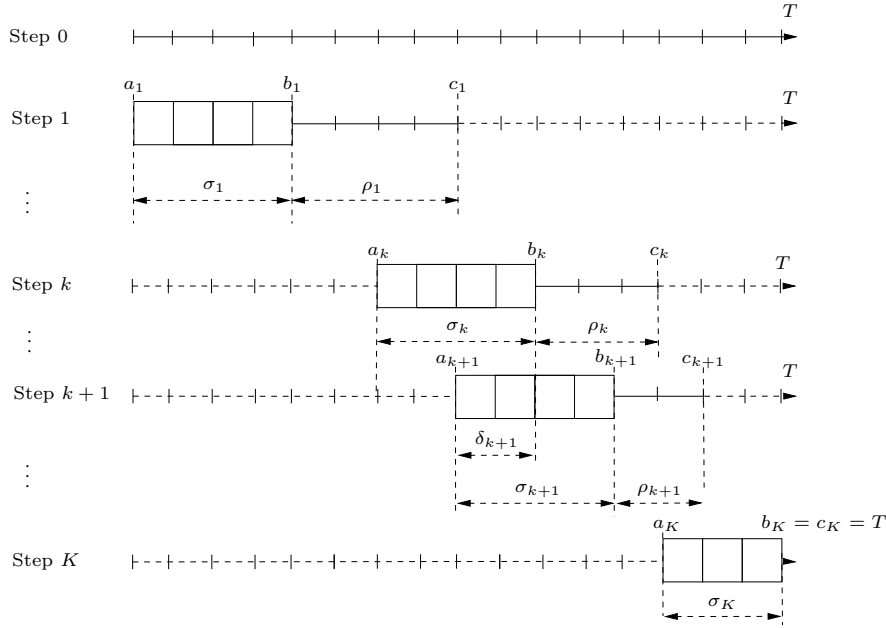 Step 0 T
a_1 b_1 c_1 T
Step 1
σ_1 ρ_1
⋮
a_k b_k c_k T
Step k
σ_k ρ_k
⋮
a_{k+1} b_{k+1} c_{k+1} T
Step k + 1
δ_{k+1}
⋮
σ_{k+1} ρ_{k+1}
a_K b_K = c_K = T
Step K
σ_K